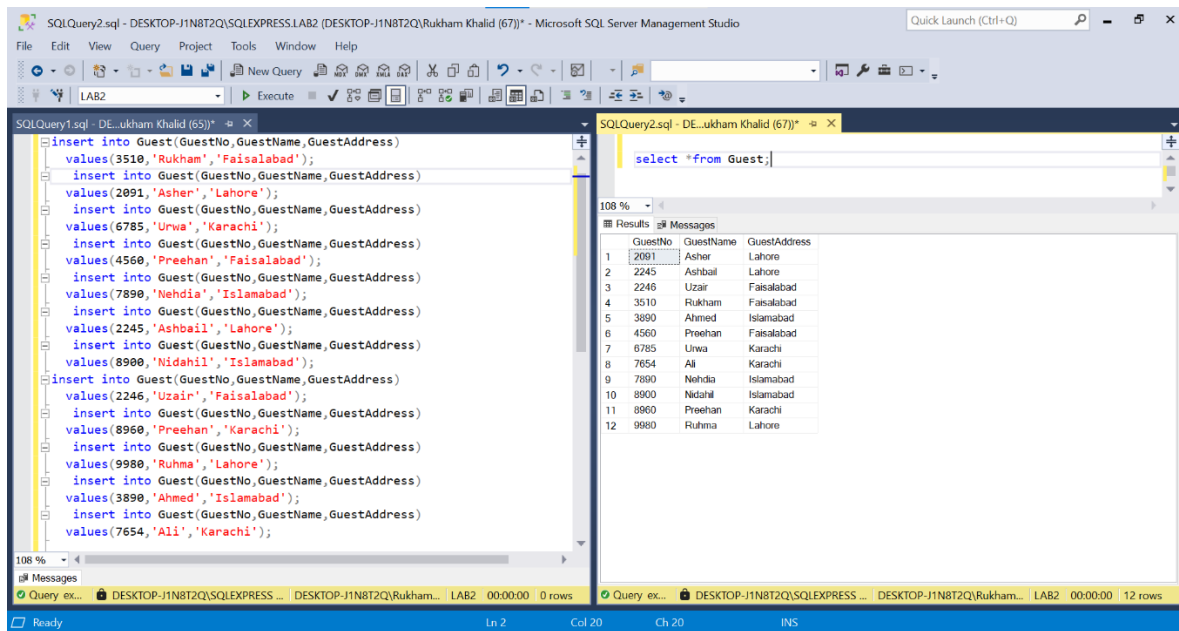 SQLQuery2.sql - DESKTOP-J1N8T2Q\SQLEXPRESS.LAB2 (DESKTOP-J1N8T2Q\Rukham Khalid (67))* - Microsoft SQL Server Management Studio
Quick Launch (Ctrl+Q)
File Edit View Query Project Tools Window Help
New Query MDX DMX XMLA DAX
LAB2 Execute
SQLQuery1.sql - DE...ukham Khalid (65))*
insert into Guest(GuestNo,GuestName,GuestAddress)
values(3510,'Rukham','Faisalabad');
insert into Guest(GuestNo,GuestName,GuestAddress)
values(2091,'Asher','Lahore');
insert into Guest(GuestNo,GuestName,GuestAddress)
values(6785,'Urwa','Karachi');
insert into Guest(GuestNo,GuestName,GuestAddress)
values(4560,'Preehan','Faisalabad');
insert into Guest(GuestNo,GuestName,GuestAddress)
values(7890,'Nehdia','Islamabad');
insert into Guest(GuestNo,GuestName,GuestAddress)
values(2245,'Ashbail','Lahore');
insert into Guest(GuestNo,GuestName,GuestAddress)
values(8900,'Nidahil','Islamabad');
insert into Guest(GuestNo,GuestName,GuestAddress)
values(2246,'Uzair','Faisalabad');
insert into Guest(GuestNo,GuestName,GuestAddress)
values(8960,'Preehan','Karachi');
insert into Guest(GuestNo,GuestName,GuestAddress)
values(9980,'Ruhma','Lahore');
insert into Guest(GuestNo,GuestName,GuestAddress)
values(3890,'Ahmed','Islamabad');
insert into Guest(GuestNo,GuestName,GuestAddress)
values(7654,'Ali','Karachi');
108 %
Messages
Query ex... DESKTOP-J1N8T2Q\SQLEXPRESS ... DESKTOP-J1N8T2Q\Rukham... LAB2 00:00:00 0 rows
SQLQuery2.sql - DE...ukham Khalid (67))*
select *from Guest;
108 %
Results Messages
GuestNo GuestName GuestAddress
1 2091 Asher Lahore
2 2245 Ashbail Lahore
3 2246 Uzair Faisalabad
4 3510 Rukham Faisalabad
5 3890 Ahmed Islamabad
6 4560 Preehan Faisalabad
7 6785 Urwa Karachi
8 7654 Ali Karachi
9 7890 Nehdia Islamabad
10 8900 Nidahil Islamabad
11 8960 Preehan Karachi
12 9980 Ruhma Lahore
Query ex... DESKTOP-J1N8T2Q\SQLEXPRESS ... DESKTOP-J1N8T2Q\Rukham... LAB2 00:00:00 12 rows
Ready Ln 2 Col 20 Ch 20 INS